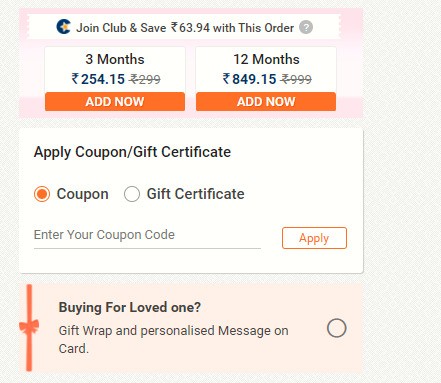 Join Club & Save ₹63.94 with This Order ?
3 Months 12 Months
₹254.15 ₹299 ₹849.15 ₹999
ADD NOW ADD NOW
Apply Coupon/Gift Certificate
Coupon Gift Certificate
Enter Your Coupon Code Apply
Buying For Loved one?
Gift Wrap and personalised Message on
Card.